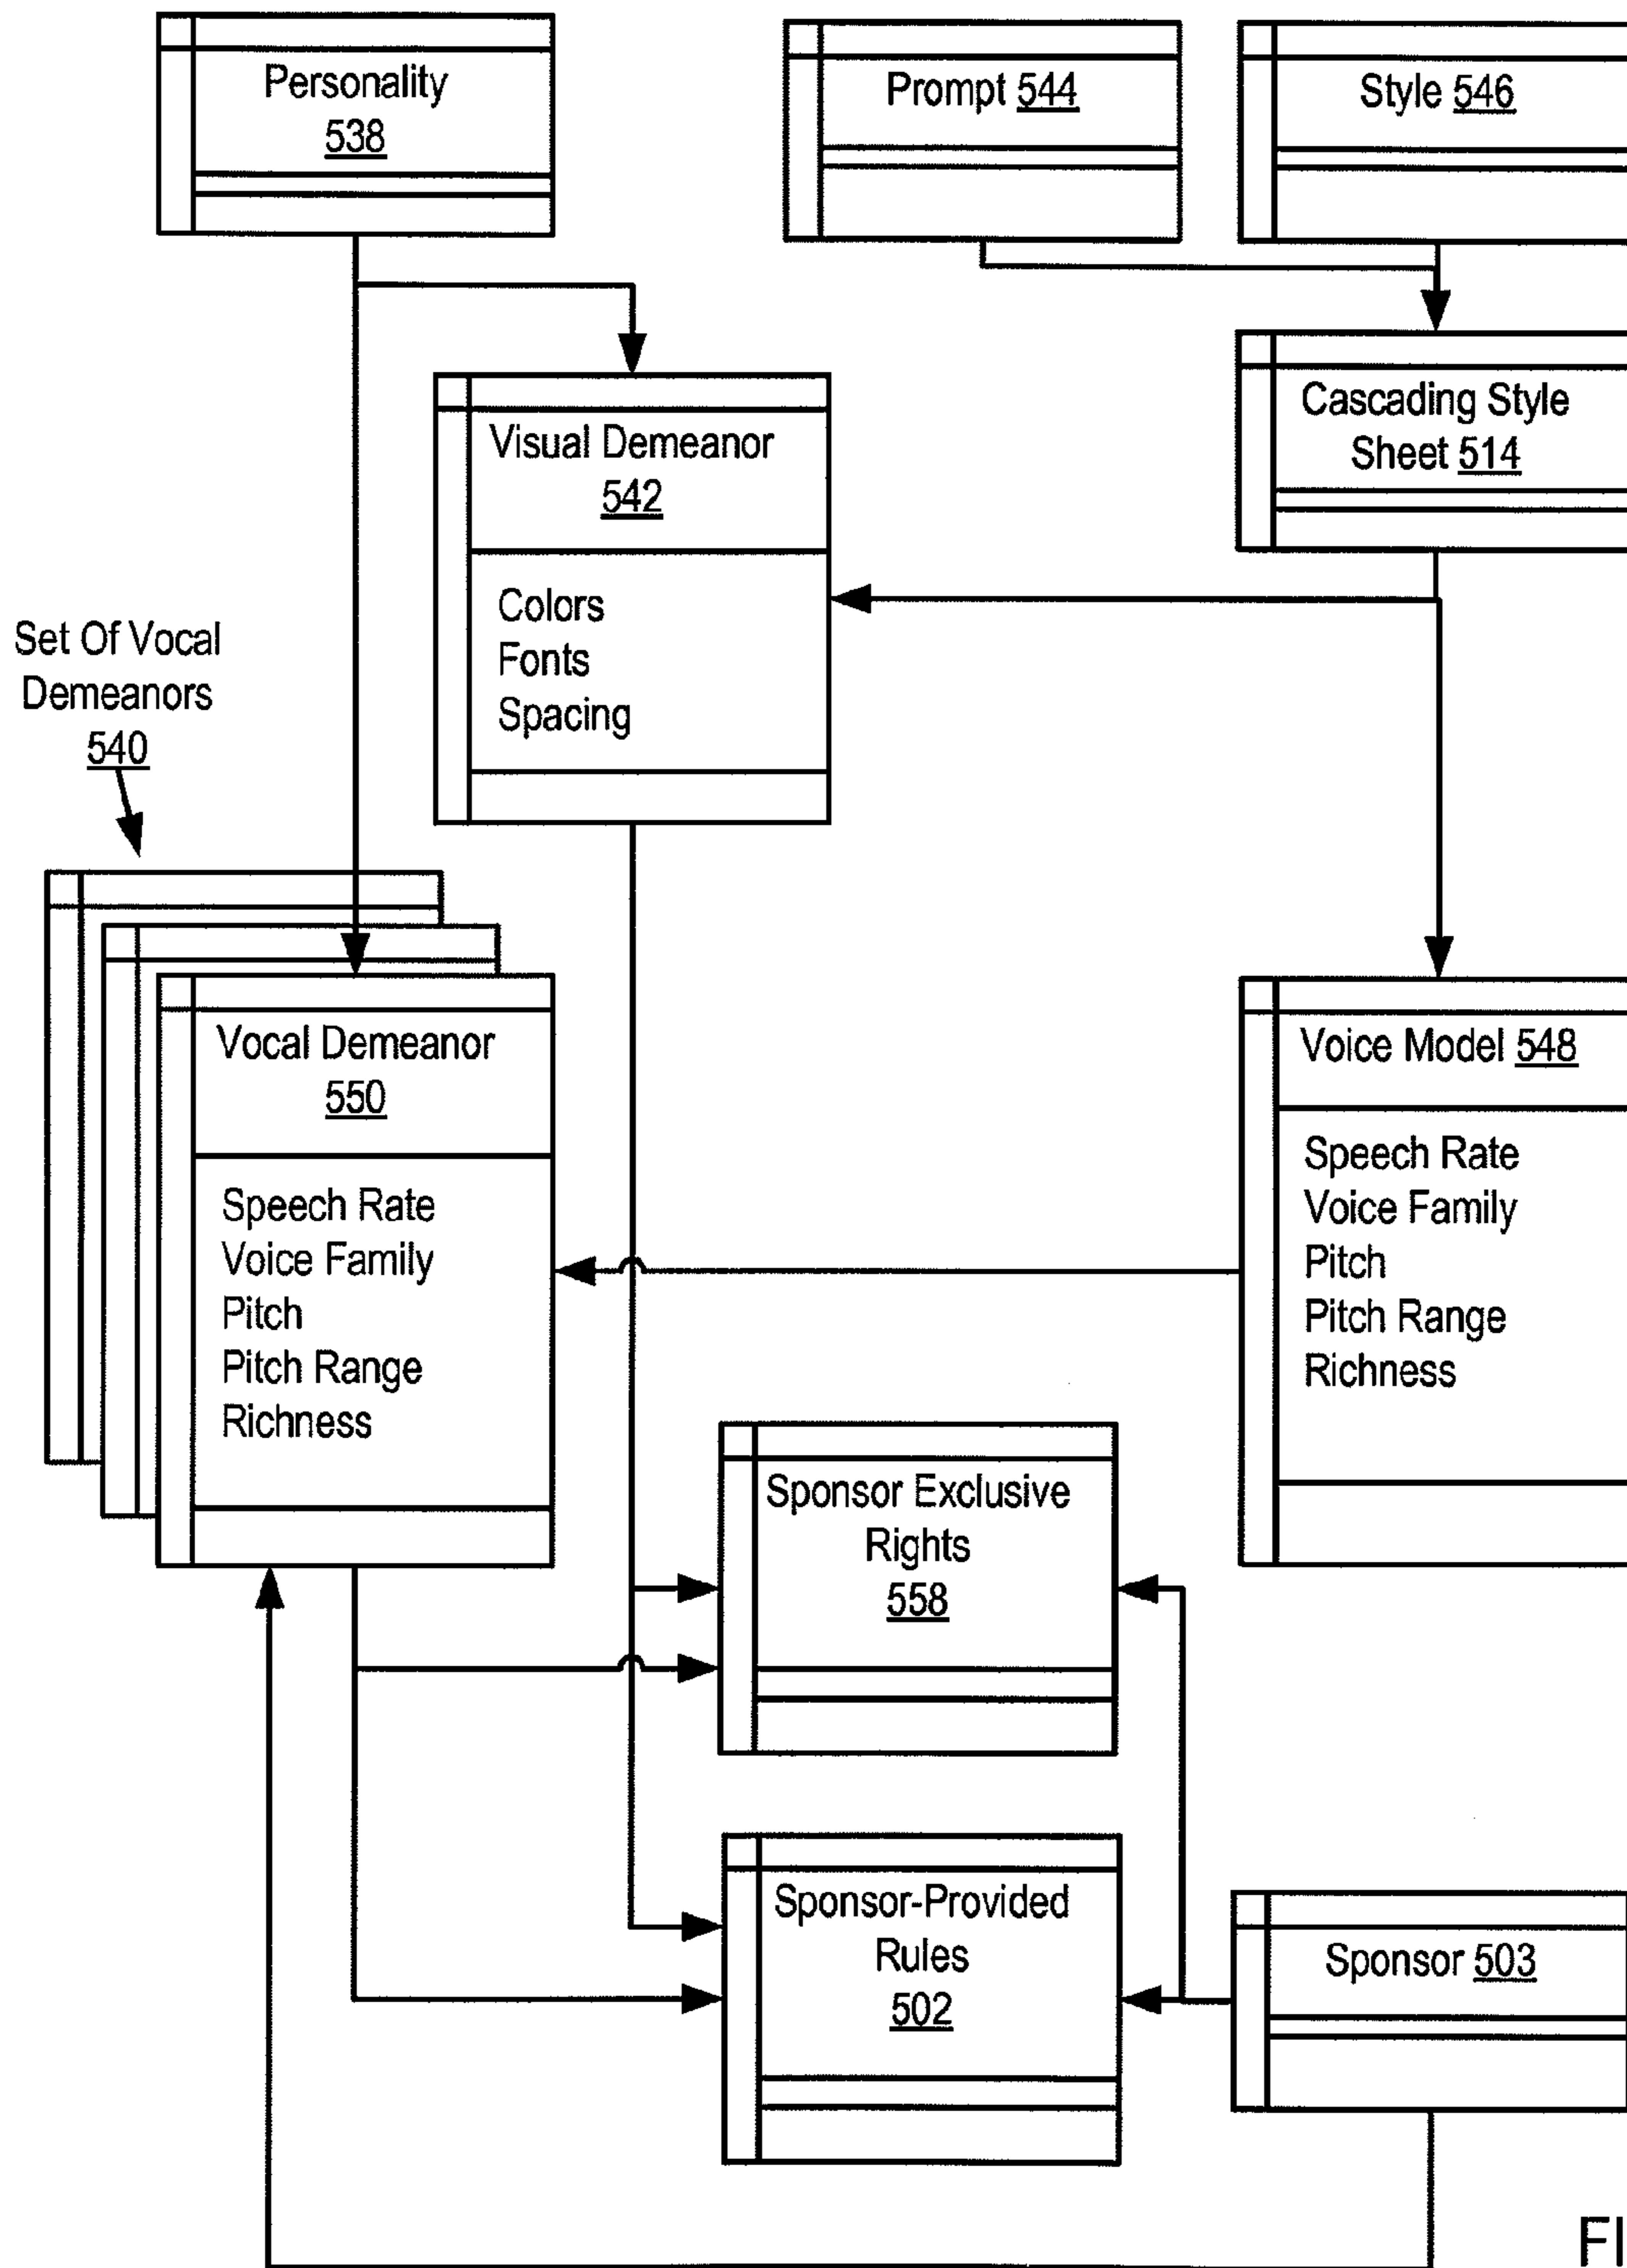 Personality
538
Prompt 544
Style 546
Visual Demeanor
542
Colors
Fonts
Spacing
Cascading Style
Sheet 514
Set Of Vocal
Demeanors
540
Vocal Demeanor
550
Speech Rate
Voice Family
Pitch
Pitch Range
Richness
Voice Model 548
Speech Rate
Voice Family
Pitch
Pitch Range
Richness
Sponsor Exclusive
Rights
558
Sponsor-Provided
Rules
502
Sponsor 503
FI